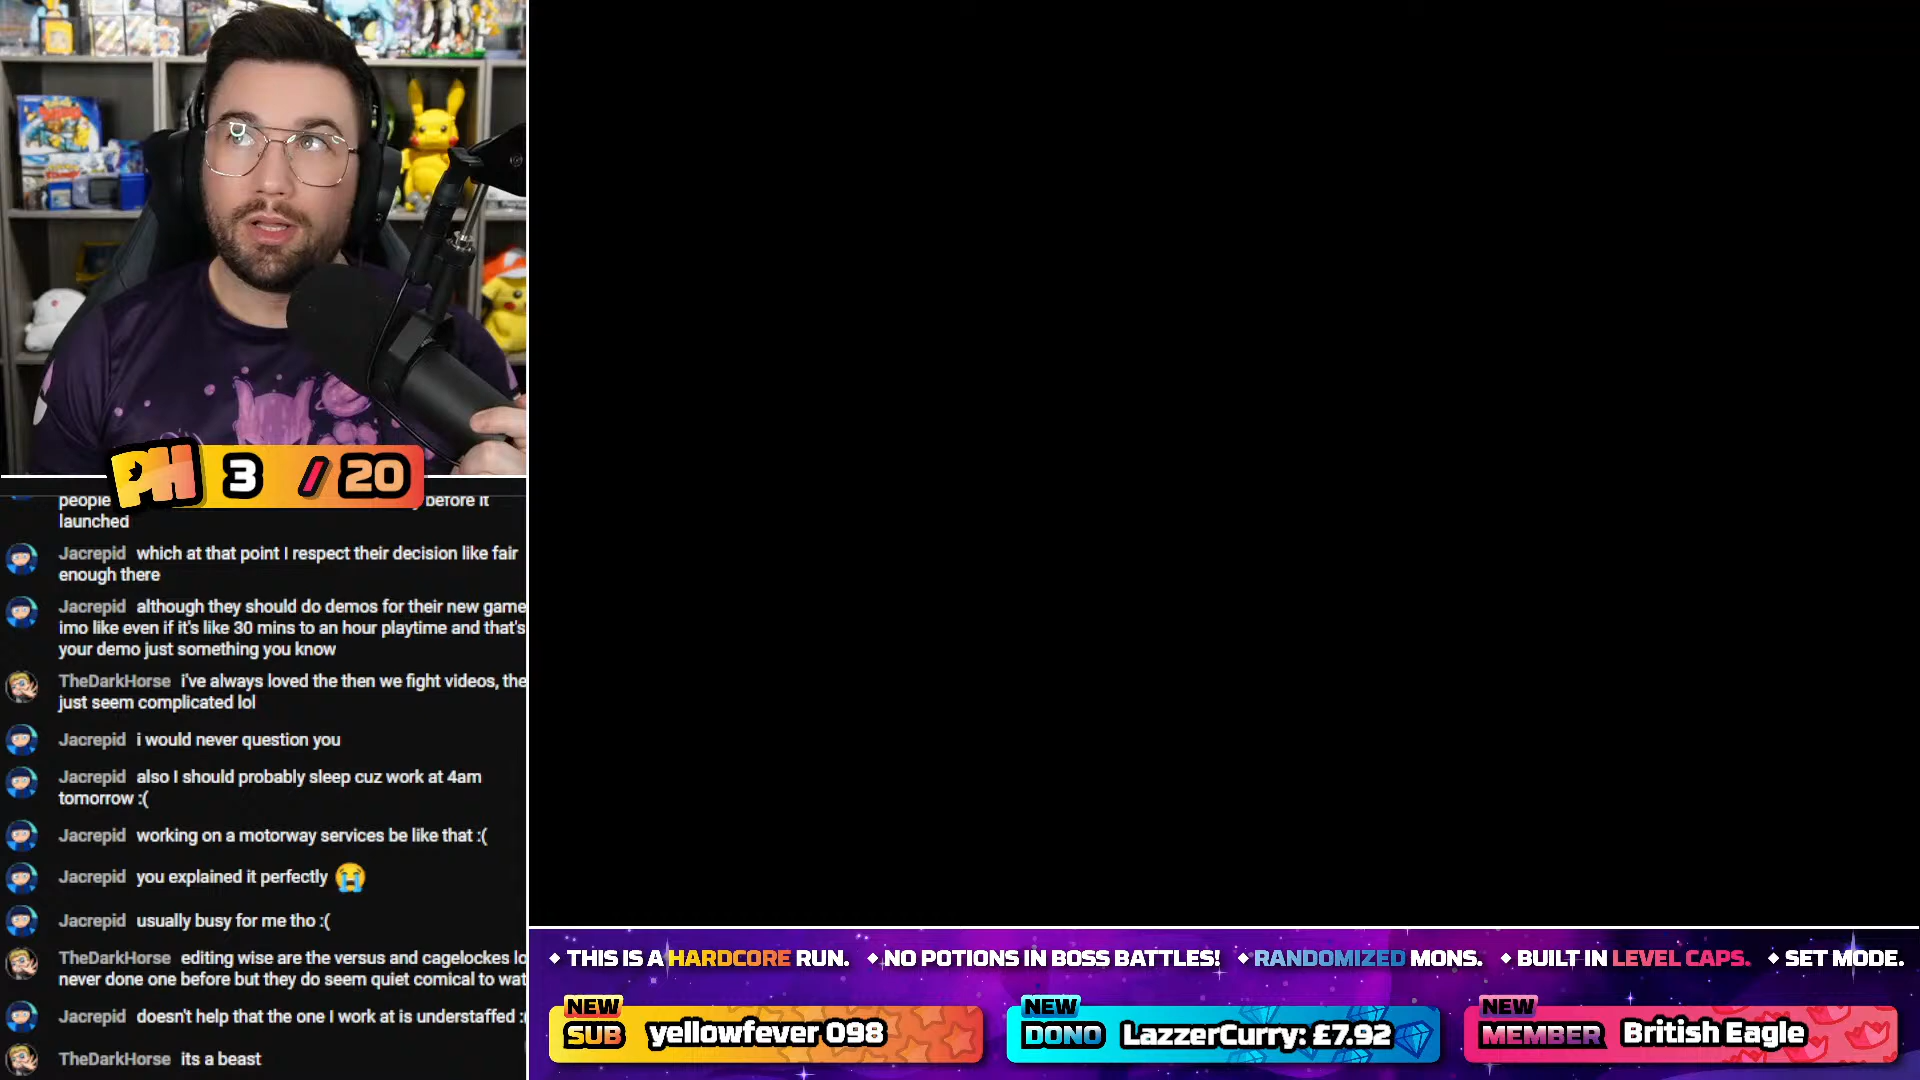 PH 3 / 20
people before it
launched
Jacrepid which at that point I respect their decision like fair
enough there
Jacrepid although they should do demos for their new game
imo like even if it's like 30 mins to an hour playtime and that's
your demo just something you know
TheDarkHorse i've always loved the then we fight videos, the
just seem complicated lol
Jacrepid i would never question you
Jacrepid also I should probably sleep cuz work at 4am
tomorrow :(
Jacrepid working on a motorway services be like that :(
Jacrepid you explained it perfectly 😭
Jacrepid usually busy for me tho :(
TheDarkHorse editing wise are the versus and cagelockes lo
never done one before but they do seem quiet comical to wat
Jacrepid doesn't help that the one I work at is understaffed :(
TheDarkHorse its a beast
◆ THIS IS A HARDCORE RUN. ◆ NO POTIONS IN BOSS BATTLES! ◆ RANDOMIZED MONS. ◆ BUILT IN LEVEL CAPS. ◆ SET MODE.
NEW SUB yellowfever 098
NEW DONO LazzerCurry: £7.92
NEW MEMBER British Eagle